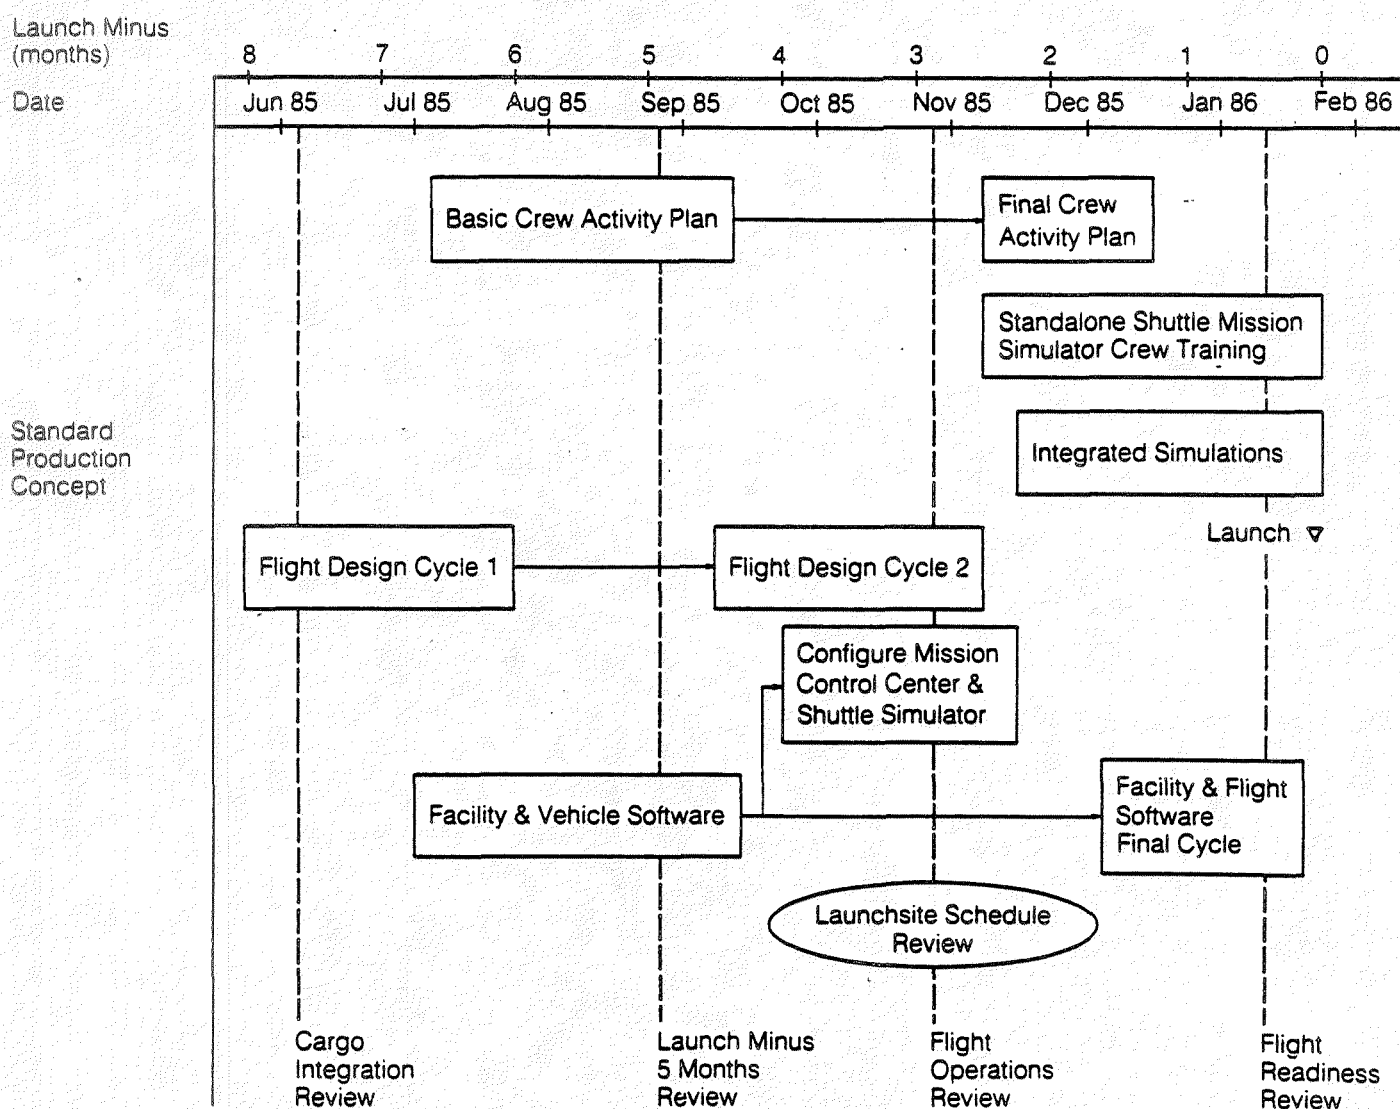 Launch Minus
(months)
8 7 6 5 4 3 2 1 0
Date
Jun 85 Jul 85 Aug 85 Sep 85 Oct 85 Nov 85 Dec 85 Jan 86 Feb 86
Basic Crew Activity Plan
Final Crew
Activity Plan
Standalone Shuttle Mission
Simulator Crew Training
Standard
Production
Concept
Integrated Simulations
Launch
Flight Design Cycle 1
Flight Design Cycle 2
Configure Mission
Control Center &
Shuttle Simulator
Facility & Vehicle Software
Facility & Flight
Software
Final Cycle
Launchsite Schedule
Review
Cargo
Integration
Review
Launch Minus
5 Months
Review
Flight
Operations
Review
Flight
Readiness
Review